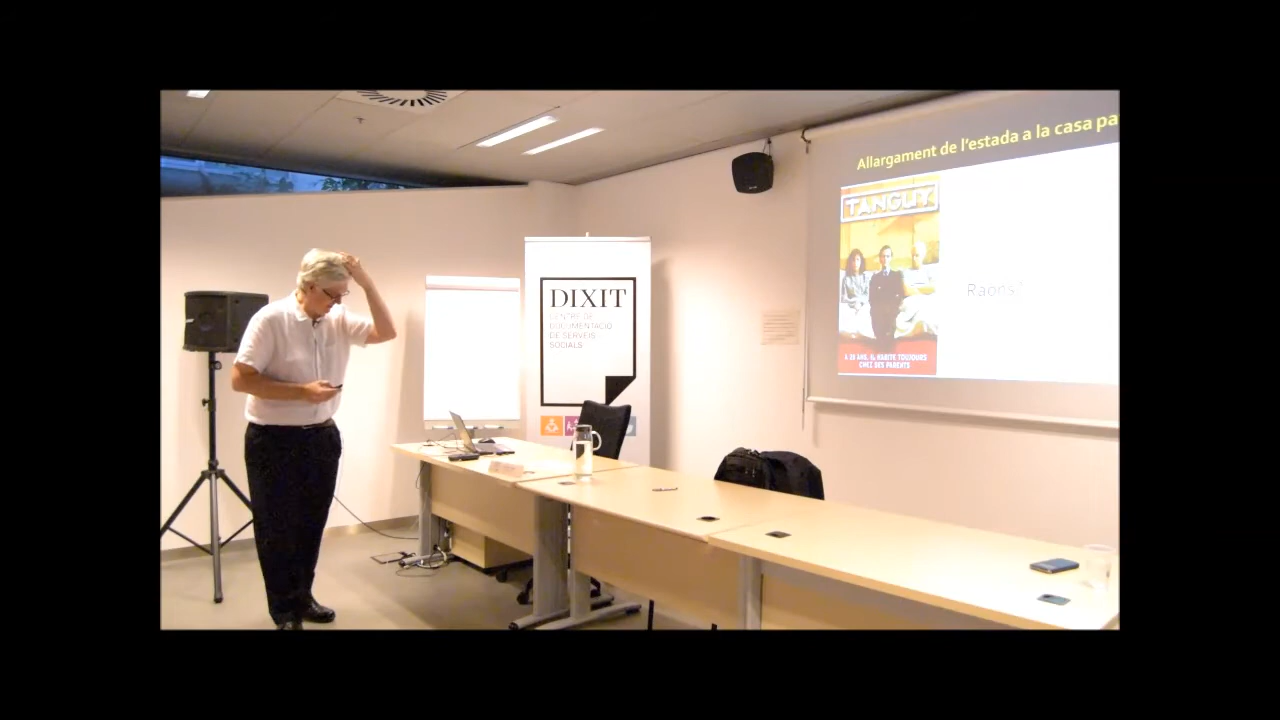 DIXIT
CENTRE DE
DOCUMENTACIÓ
DE SERVEIS
SOCIALS
Allargament de l'estada a la casa pa
TANGUY
Raons?
À 28 ANS, IL HABITE TOUJOURS
CHEZ SES PARENTS